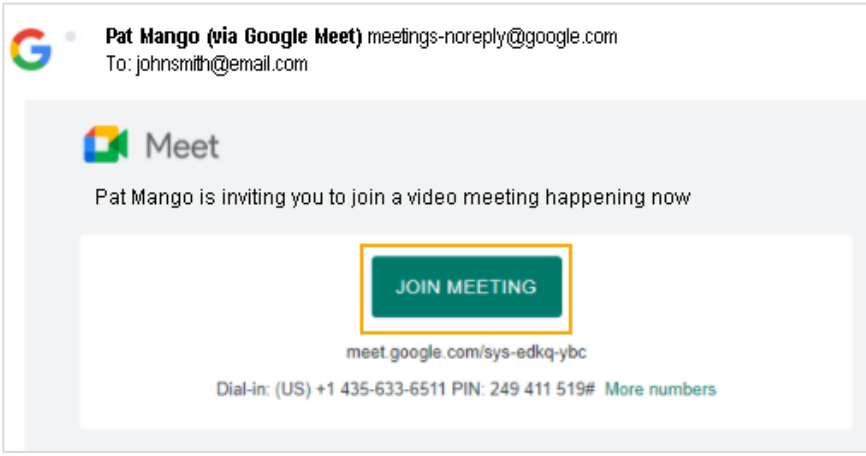 Pat Mango (via Google Meet) meetings-noreply@google.com
To: johnsmith@email.com
Meet
Pat Mango is inviting you to join a video meeting happening now
JOIN MEETING
meet.google.com/sys-edkq-ybc
Dial-in: (US) +1 435-633-6511 PIN: 249 411 519# More numbers